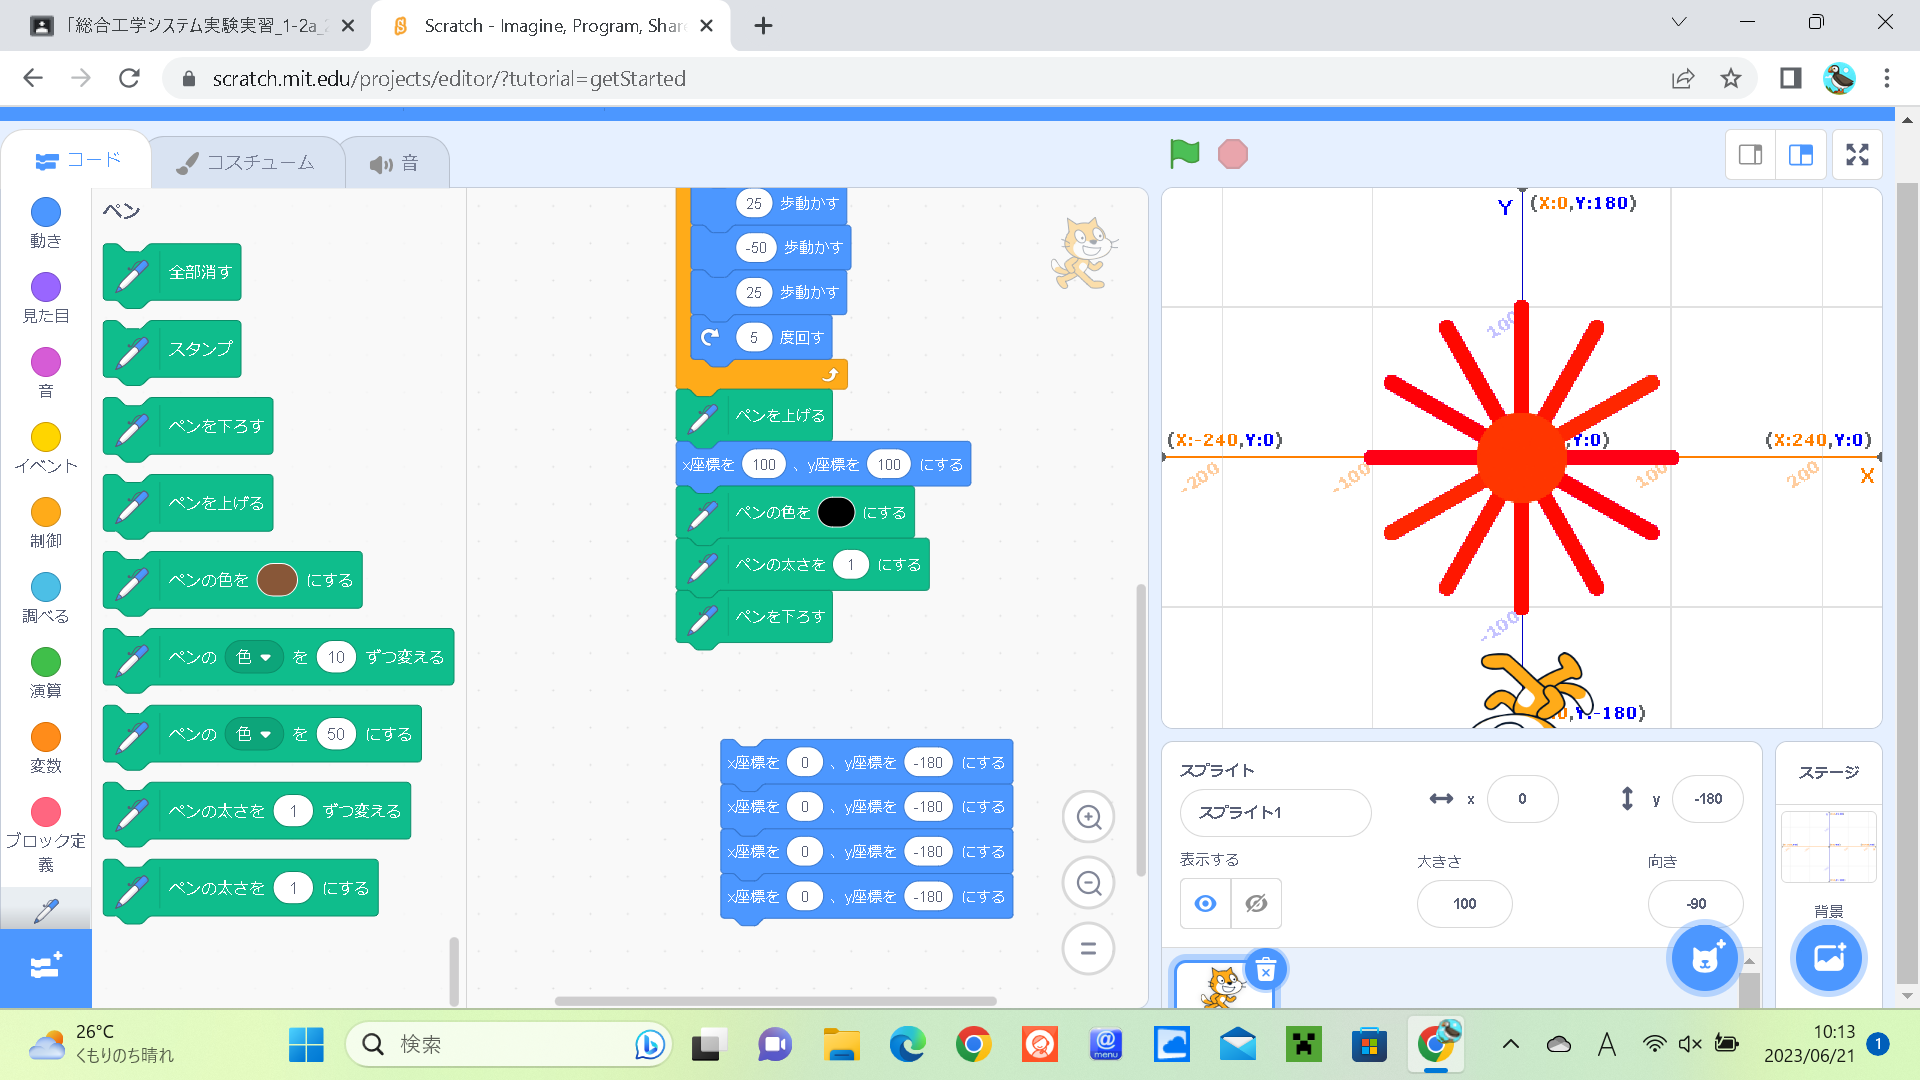 「総合工学システム実験実習_1-2a_2
Scratch - Imagine, Program, Share
scratch.mit.edu/projects/editor/?tutorial=getStarted
コード
コスチューム
音
動き
見た目
音
イベント
制御
調べる
演算
変数
ブロック定
義
ペン
全部消す
スタンプ
ペンを下ろす
ペンを上げる
ペンの色を にする
ペンの 色 を 10 ずつ変える
ペンの 色 を 50 にする
ペンの太さを 1 ずつ変える
ペンの太さを 1 にする
25 歩動かす
-50 歩動かす
25 歩動かす
5 度回す
ペンを上げる
x座標を 100 、y座標を 100 にする
ペンの色を にする
ペンの太さを 1 にする
ペンを下ろす
x座標を 0 、y座標を -180 にする
x座標を 0 、y座標を -180 にする
x座標を 0 、y座標を -180 にする
x座標を 0 、y座標を -180 にする
Y (X:0,Y:180)
100
(X:-240,Y:0) Y:0) (X:240,Y:0)
-200 -100 100 200 X
-100
Y:-180)
スプライト
スプライト1
x 0
y -180
表示する
大きさ
100
向き
-90
ステージ
背景
26°C
くもりのち晴れ
検索
@
menu
A
10:13
2023/06/21
1